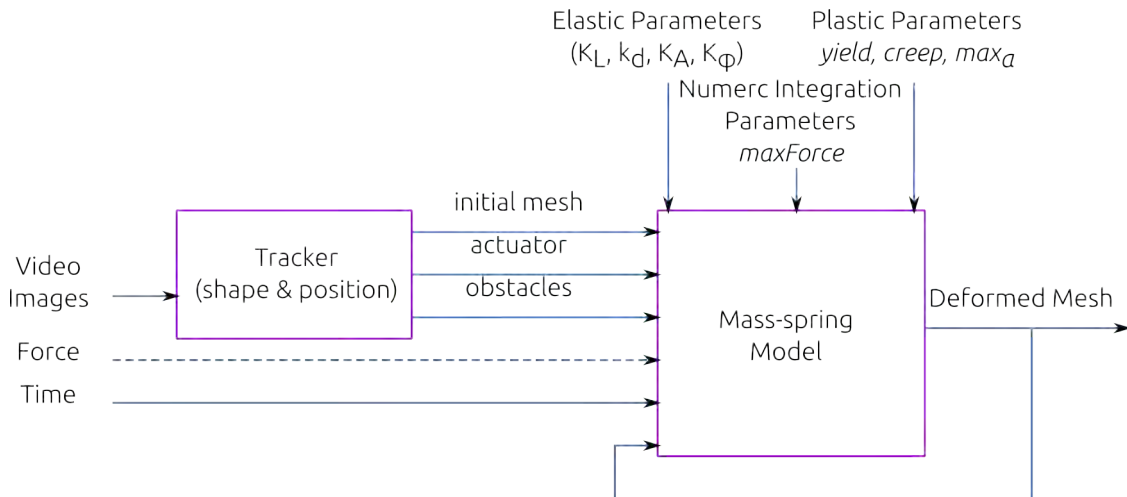 Elastic Parameters
(K_L, k_d, K_A, K_ф)
Plastic Parameters
yield, creep, max_a
Numerc Integration
Parameters
maxForce
initial mesh
actuator
obstacles
Tracker
(shape & position)
Video
Images
Force
Time
Mass-spring
Model
Deformed Mesh